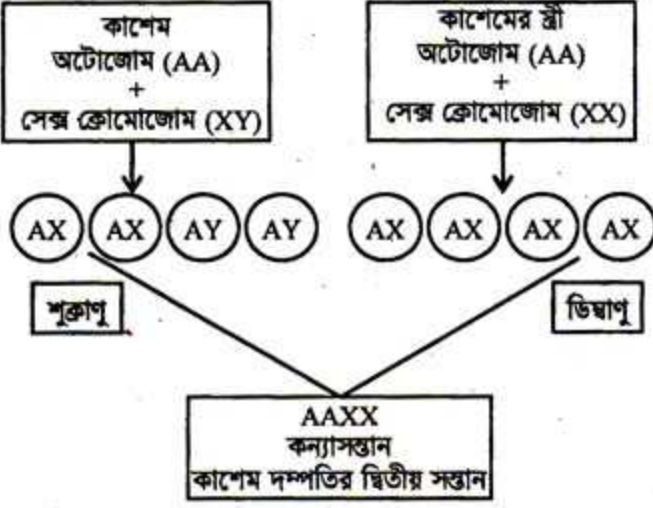 কাশেম
অটোজোম (AA)
+
সেক্স ক্রোমোজোম (XY)
কাশেমের স্ত্রী
অটোজোম (AA)
+
সেক্স ক্রোমোজোম (XX)
AX AX AY AY AX AX AX AX
শুক্রাণু
ডিম্বাণু
AAXX
কন্যাসন্তান
কাশেম দম্পতির দ্বিতীয় সন্তান